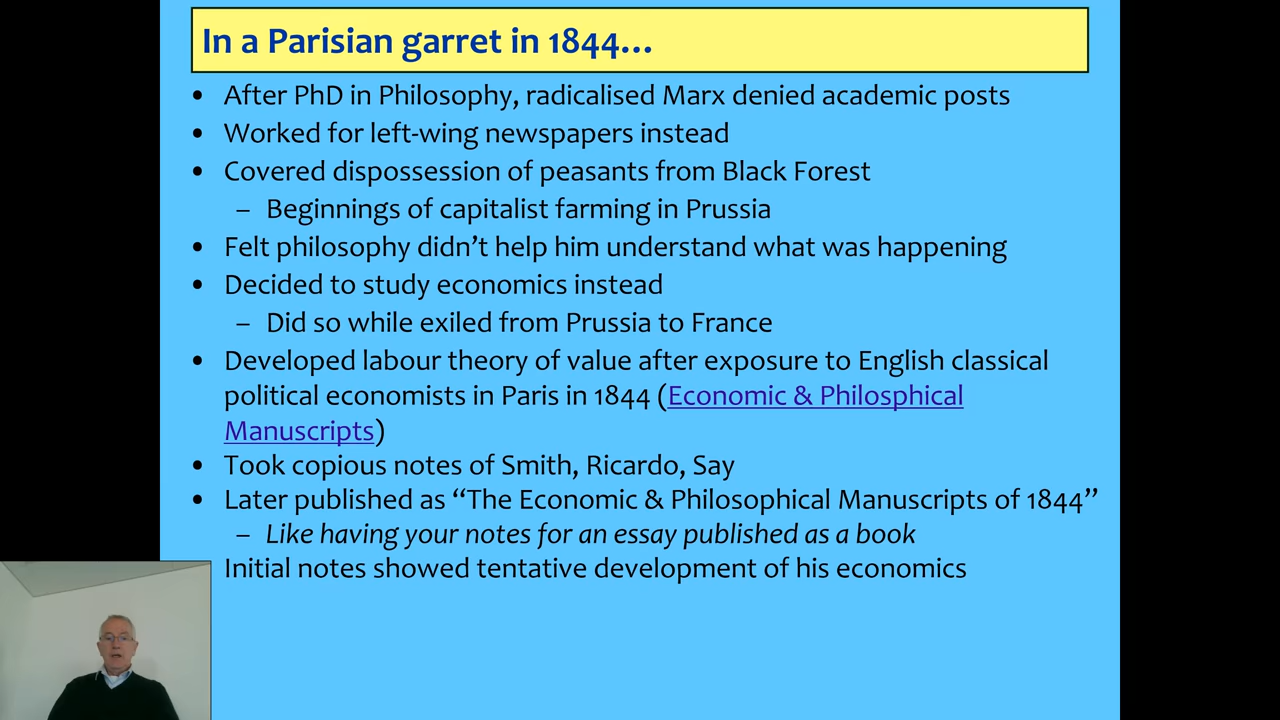 In a Parisian garret in 1844…
• After PhD in Philosophy, radicalised Marx denied academic posts
• Worked for left-wing newspapers instead
• Covered dispossession of peasants from Black Forest
– Beginnings of capitalist farming in Prussia
• Felt philosophy didn’t help him understand what was happening
• Decided to study economics instead
– Did so while exiled from Prussia to France
• Developed labour theory of value after exposure to English classical
political economists in Paris in 1844 (Economic & Philosphical
Manuscripts)
• Took copious notes of Smith, Ricardo, Say
• Later published as “The Economic & Philosophical Manuscripts of 1844”
– Like having your notes for an essay published as a book
Initial notes showed tentative development of his economics